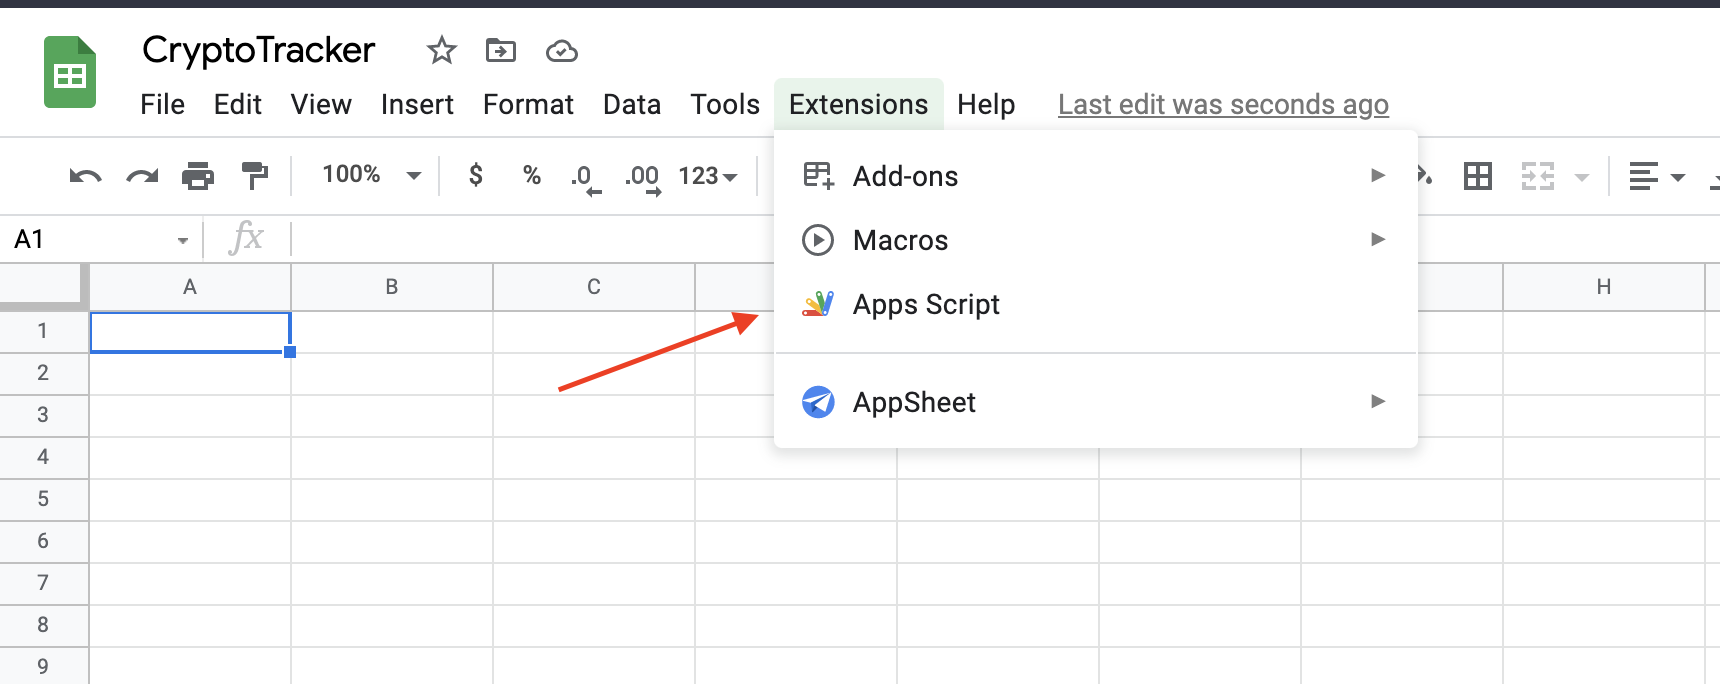 CryptoTracker
File Edit View Insert Format Data Tools Extensions Help Last edit was seconds ago
100% $ % .0 .00 123
A1 fx
A B C H
Add-ons
Macros
Apps Script
AppSheet
1
2
3
4
5
6
7
8
9